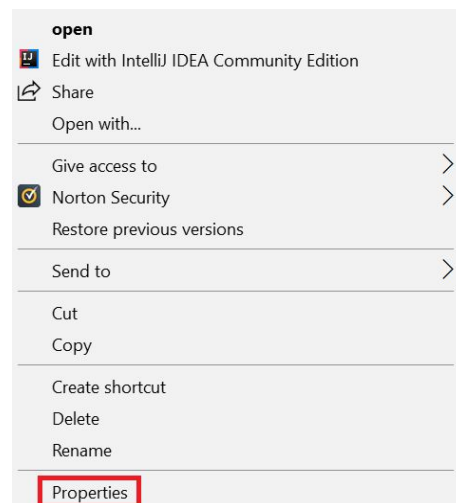 open
Edit with IntelliJ IDEA Community Edition
Share
Open with...
Give access to
Norton Security
Restore previous versions
Send to
Cut
Copy
Create shortcut
Delete
Rename
Properties